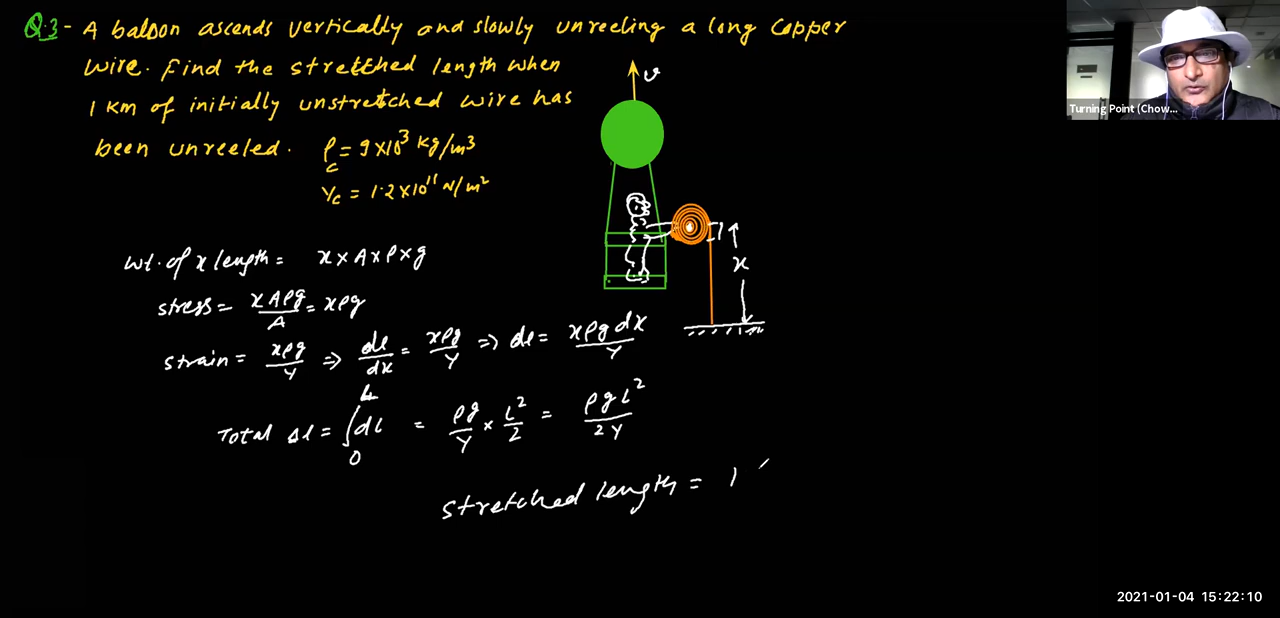 Q.3- A baloon ascends vertically and slowly unreeling a long copper
wire. Find the stretched length when
1 KM of initially unstretched wire has
been unreeled. ρc = 9×10³ kg/m³
Yc = 1.2×10¹¹ N/m²
v
x
wt. of x length = x × A × ρ × g
stress = xAρg/A = xρg
strain = xρg/Y ⇒ dl/dx = xρg/Y ⇒ dl = xρg dx/Y
Total Δl = ∫₀ᴸ dl = ρg/Y × L²/2 = ρgL²/2Y
stretched length = 1
Turning Point (Chow...
2021-01-04 15:22:10